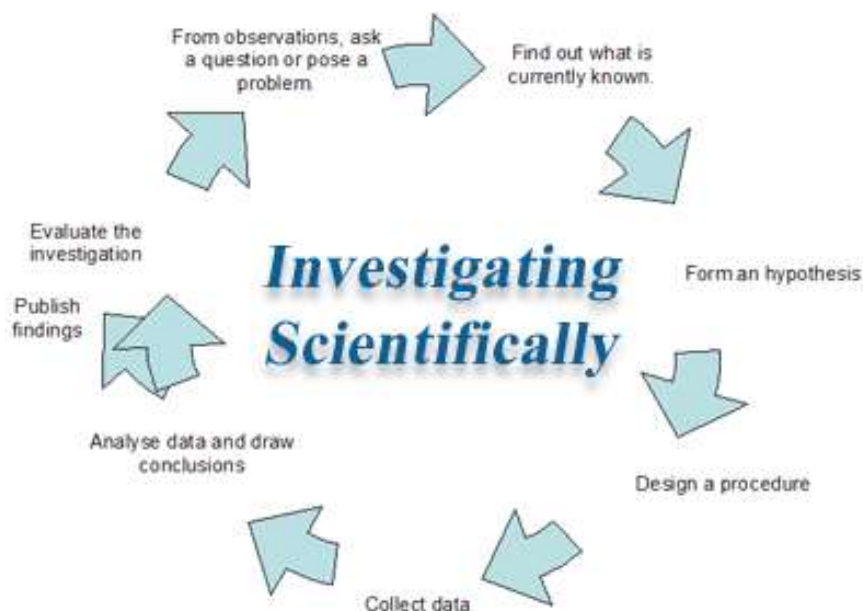 From observations, ask
a question or pose a
problem
Find out what is
currently known.
Form an hypothesis
Design a procedure
Collect data
Analyse data and draw
conclusions
Publish
findings
Evaluate the
investigation
Investigating
Scientifically